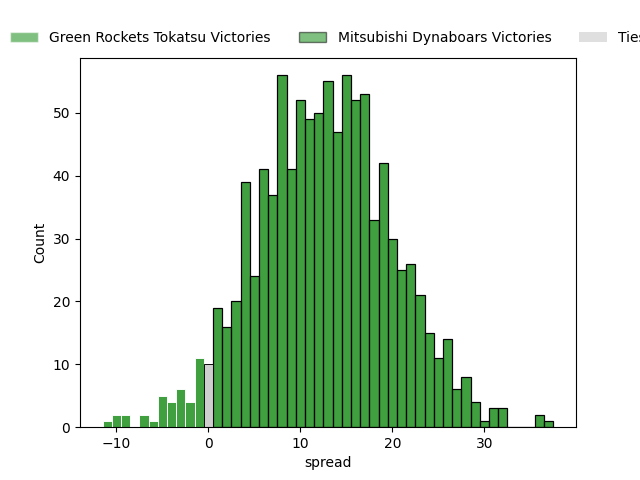 Green Rockets Tokatsu Victories Mitsubishi Dynaboars Victories Ties
50
40
30
20
10
0
Count
−10 0 10 20 30
spread